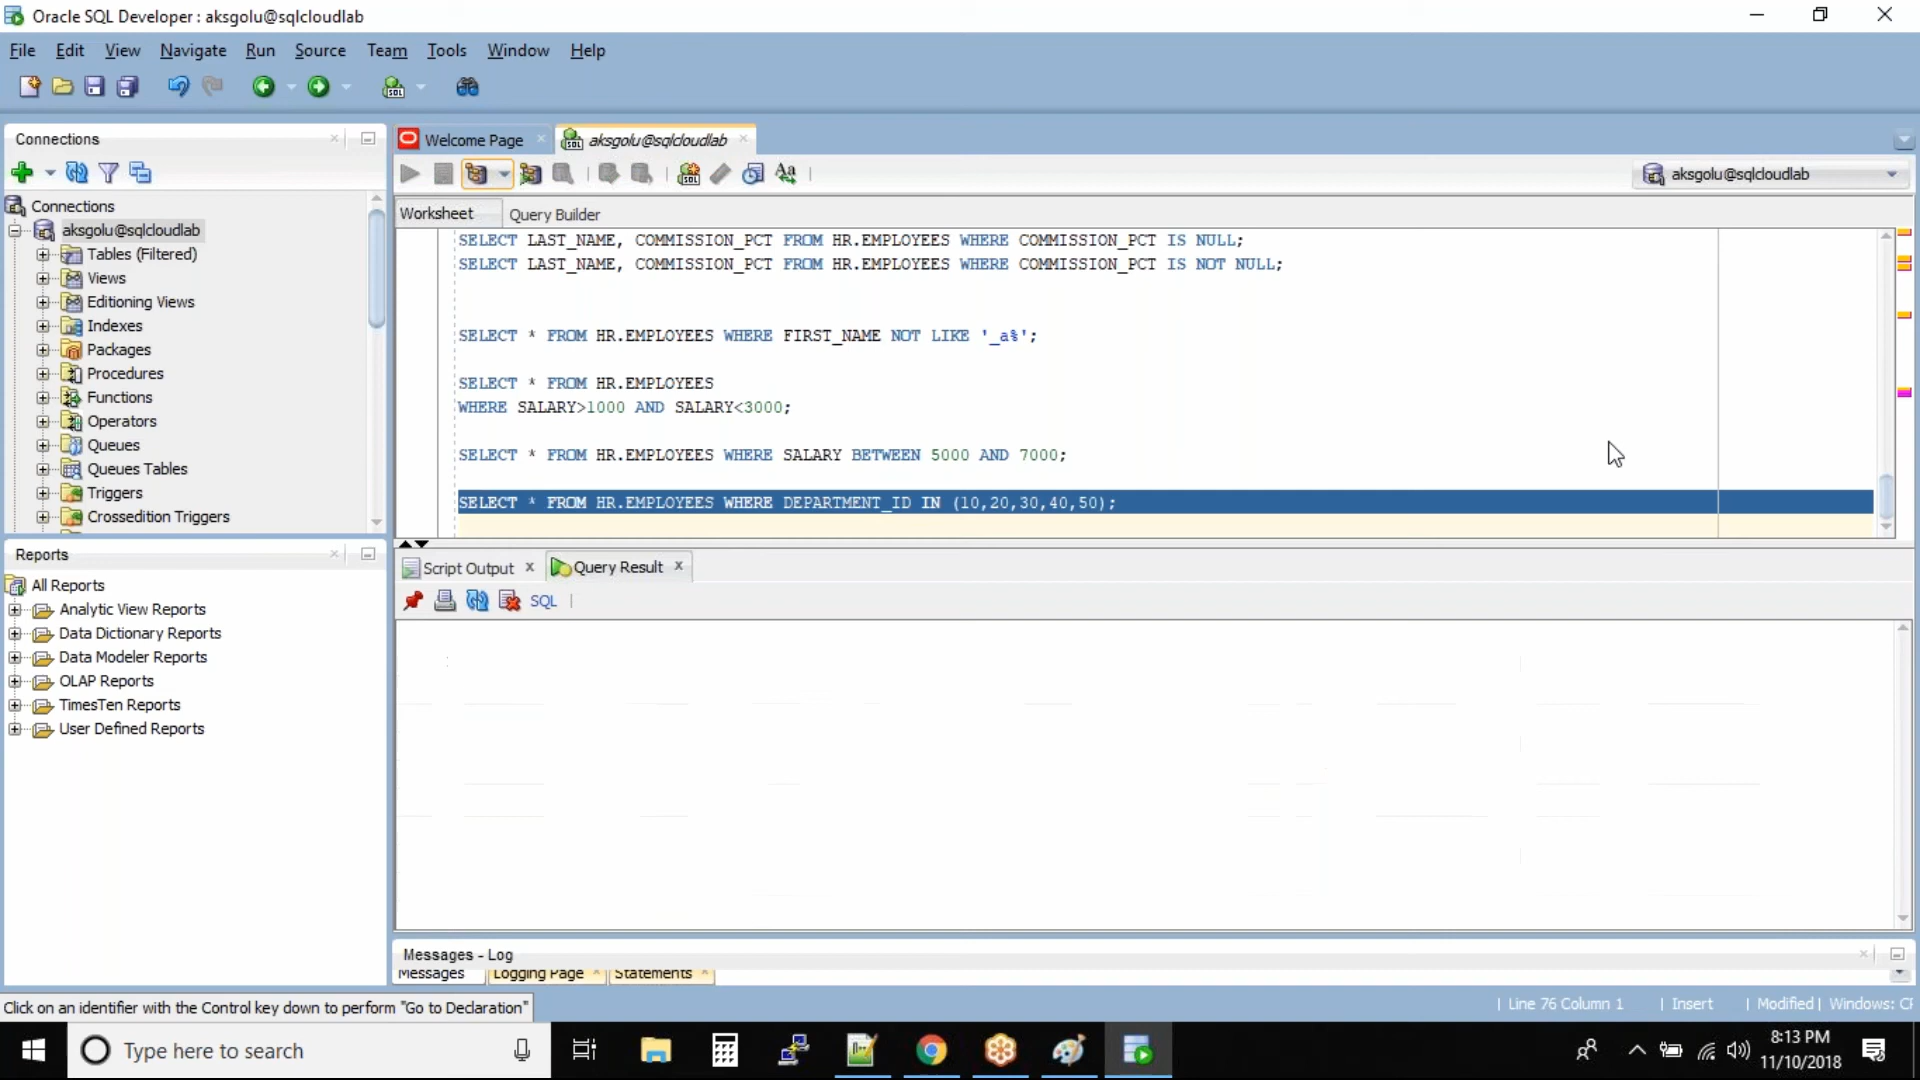 Oracle SQL Developer : aksgolu@sqlcloudlab
File Edit View Navigate Run Source Team Tools Window Help
Connections
Connections
aksgolu@sqlcloudlab
Tables (Filtered)
Views
Editioning Views
Indexes
Packages
Procedures
Functions
Operators
Queues
Queues Tables
Triggers
Crossedition Triggers
Reports
All Reports
Analytic View Reports
Data Dictionary Reports
Data Modeler Reports
OLAP Reports
TimesTen Reports
User Defined Reports
Welcome Page
aksgolu@sqlcloudlab
aksgolu@sqlcloudlab
Worksheet Query Builder
SELECT LAST_NAME, COMMISSION_PCT FROM HR.EMPLOYEES WHERE COMMISSION_PCT IS NULL;
SELECT LAST_NAME, COMMISSION_PCT FROM HR.EMPLOYEES WHERE COMMISSION_PCT IS NOT NULL;
SELECT * FROM HR.EMPLOYEES WHERE FIRST_NAME NOT LIKE '_a%';
SELECT * FROM HR.EMPLOYEES
WHERE SALARY>1000 AND SALARY<3000;
SELECT * FROM HR.EMPLOYEES WHERE SALARY BETWEEN 5000 AND 7000;
SELECT * FROM HR.EMPLOYEES WHERE DEPARTMENT_ID IN (10,20,30,40,50);
Script Output x Query Result x
SQL
Messages - Log
Messages Logging Page Statements
Click on an identifier with the Control key down to perform "Go to Declaration"
Line 76 Column 1 | Insert | Modified | Windows:
Type here to search
8:13 PM
11/10/2018